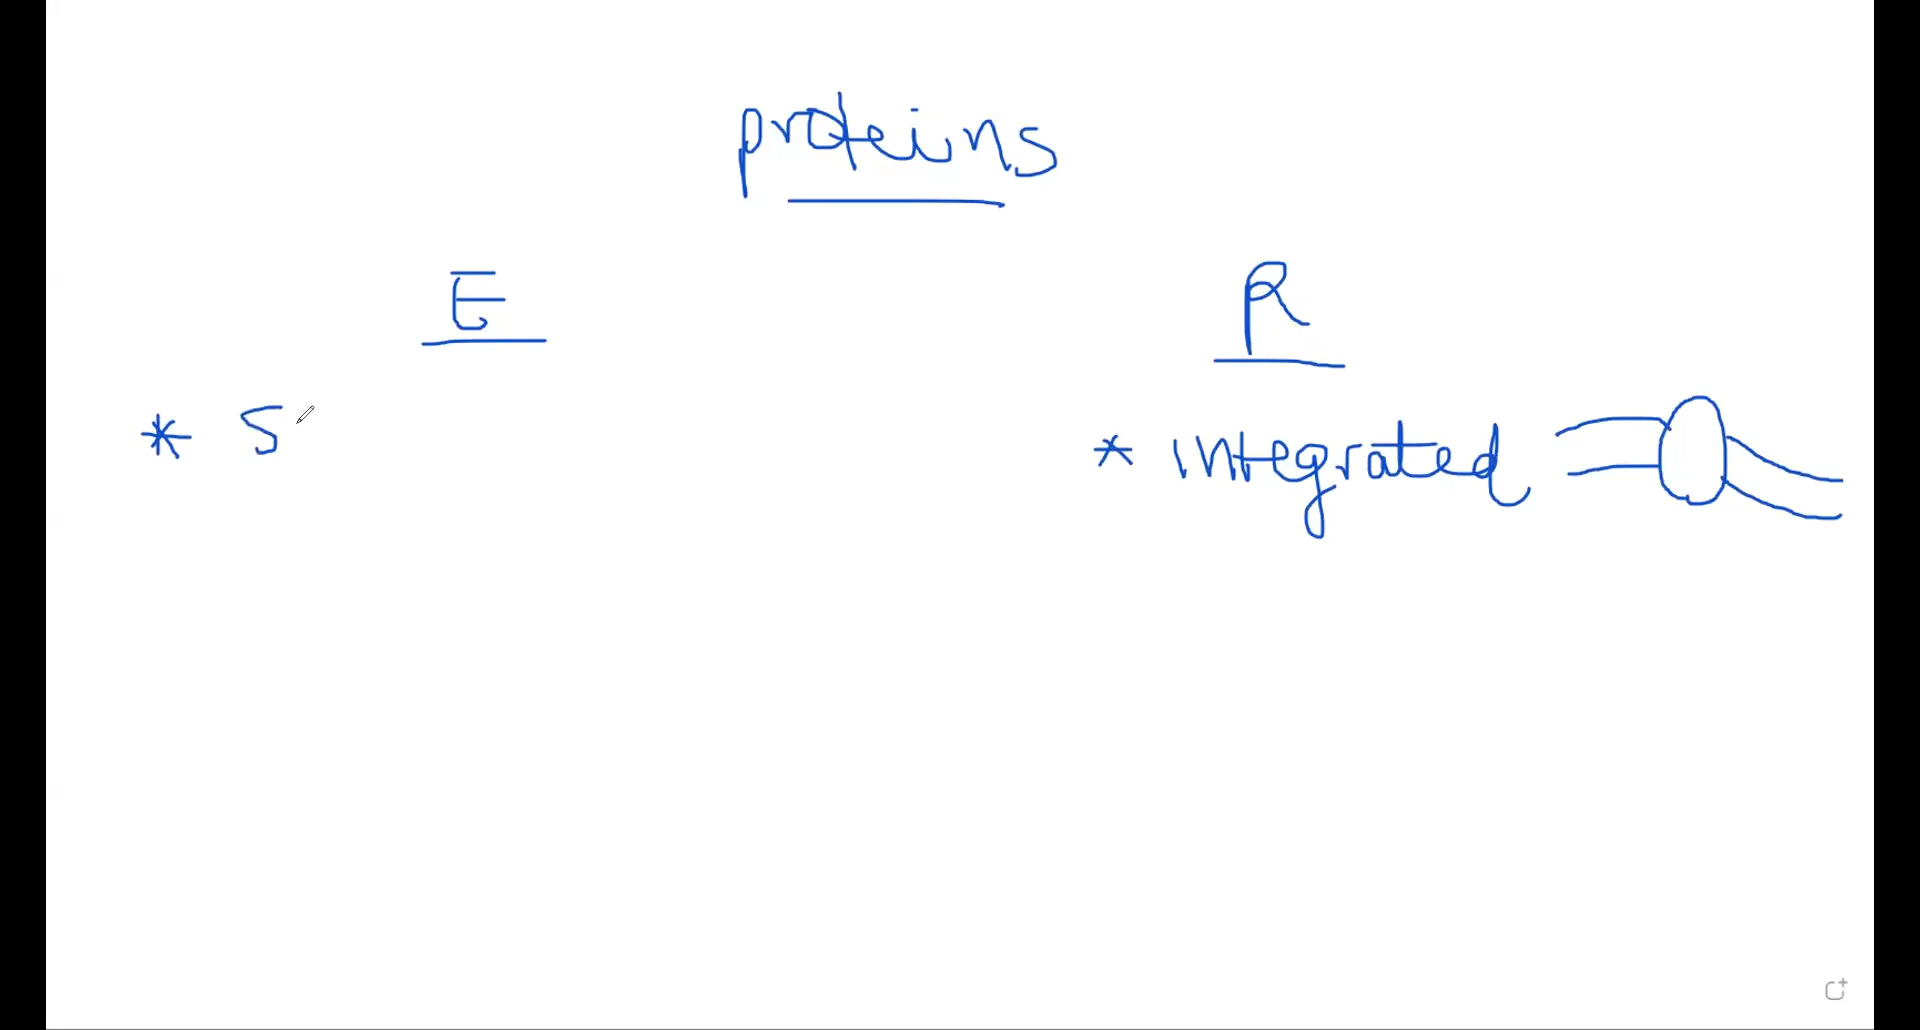 proteins
E
R
* S
* integrated